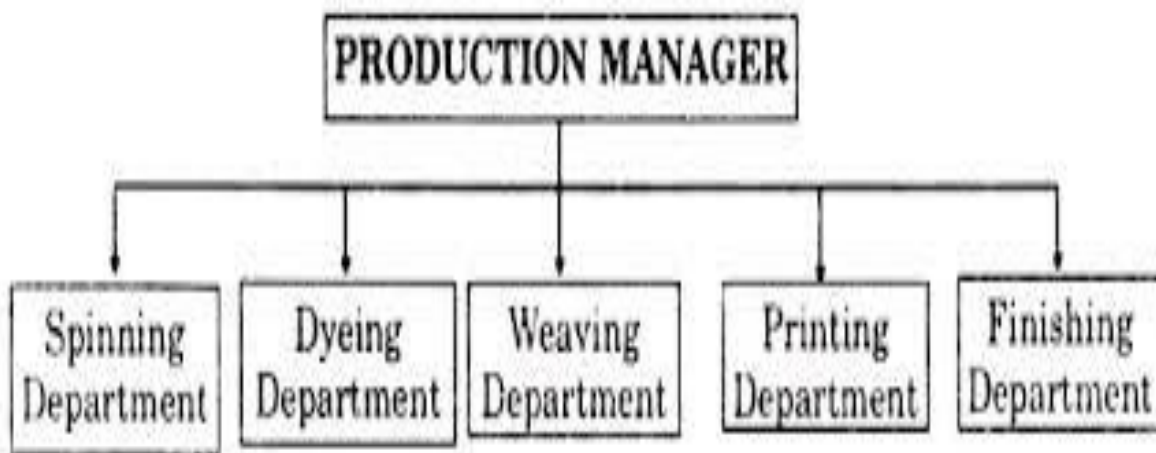 PRODUCTION MANAGER
Spinning
Department
Dyeing
Department
Weaving
Department
Printing
Department
Finishing
Department